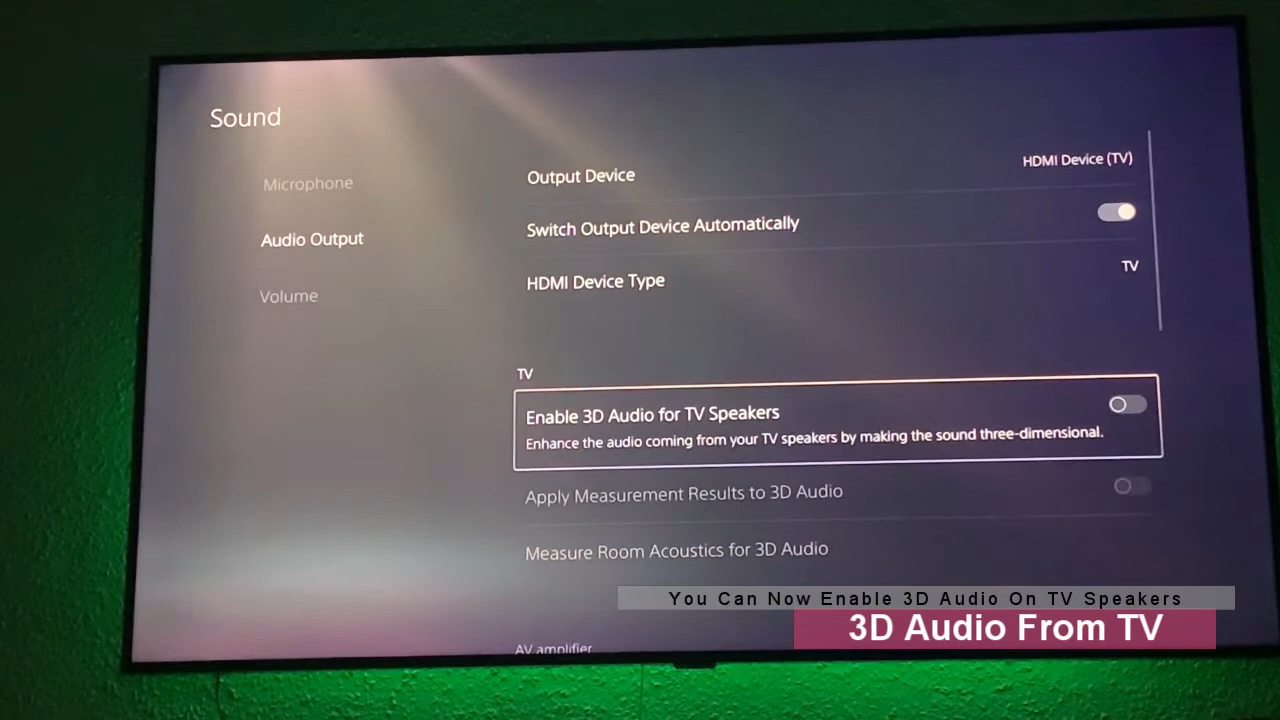 Sound
Microphone
Audio Output
Volume
Output Device
HDMI Device (TV)
Switch Output Device Automatically
HDMI Device Type
TV
TV
Enable 3D Audio for TV Speakers
Enhance the audio coming from your TV speakers by making the sound three-dimensional.
Apply Measurement Results to 3D Audio
Measure Room Acoustics for 3D Audio
AV amplifier
You Can Now Enable 3D Audio On TV Speakers
3D Audio From TV